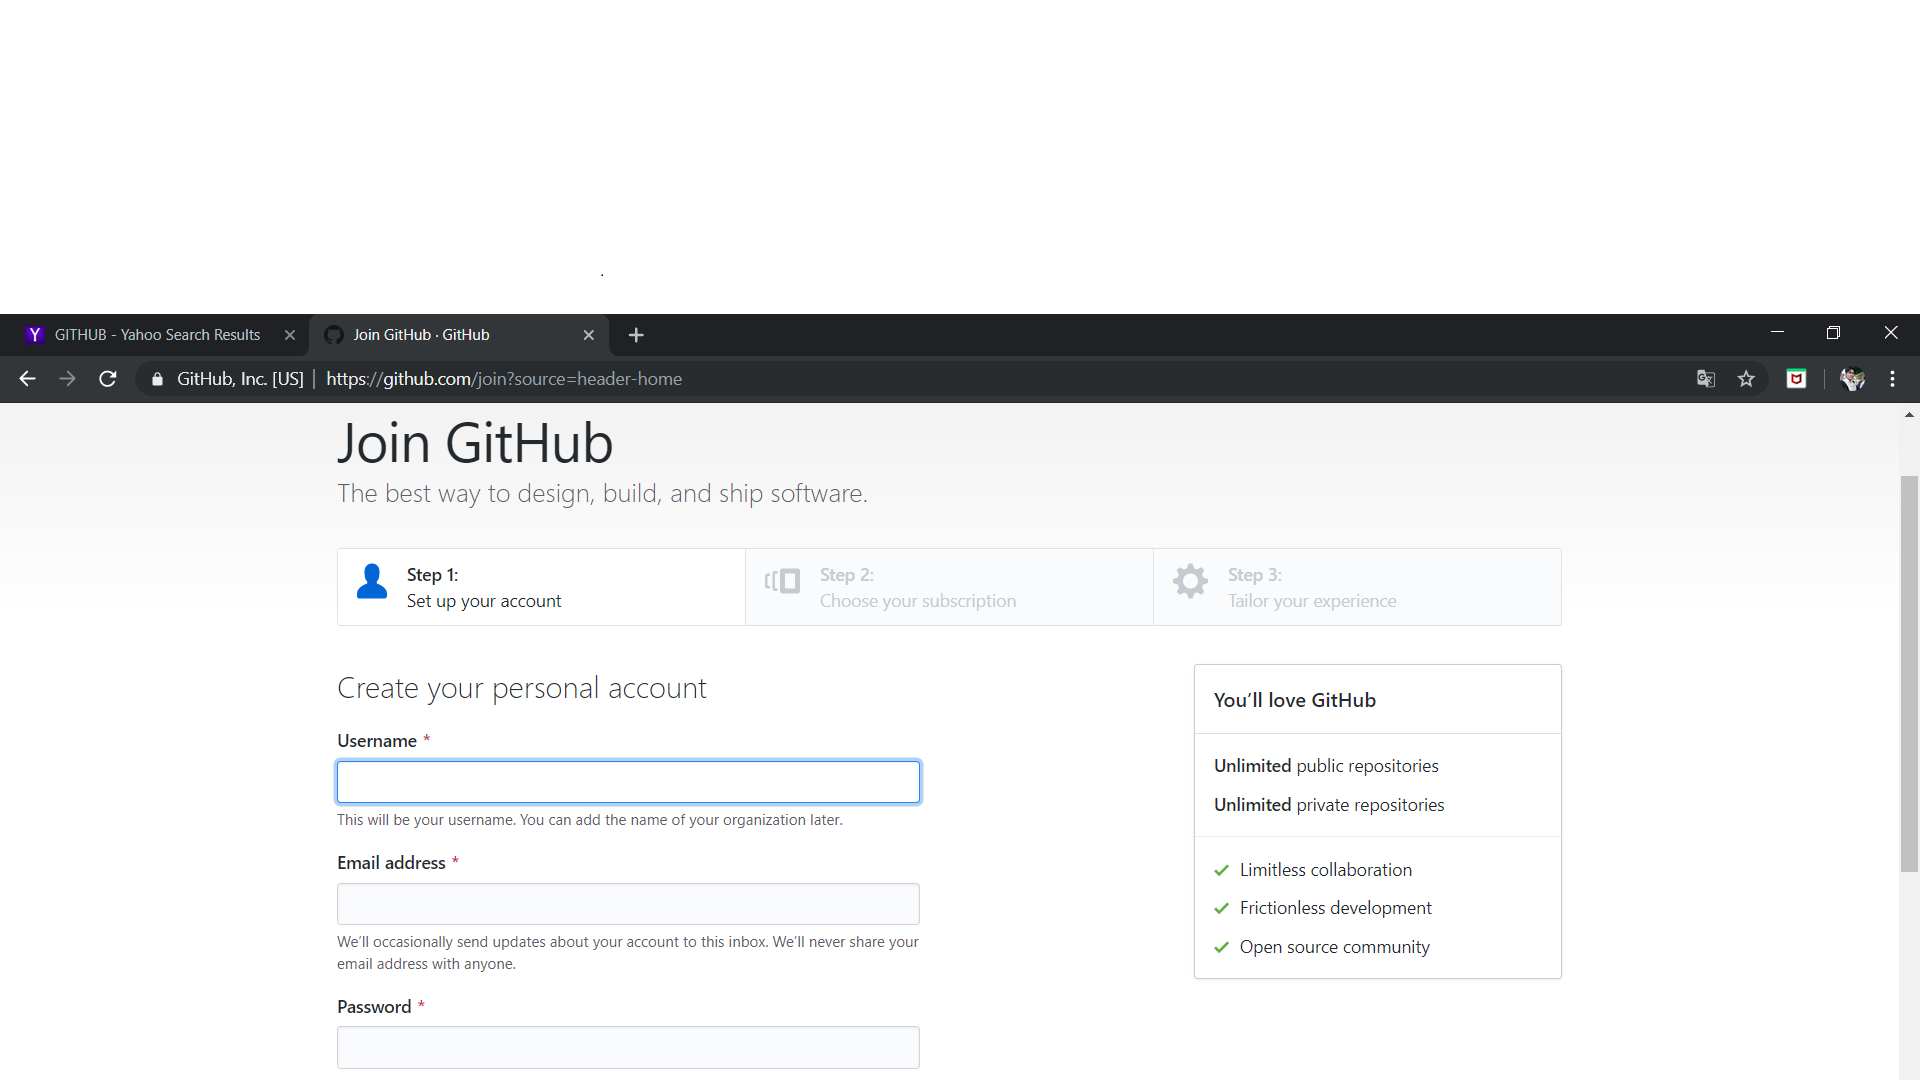 .
GITHUB - Yahoo Search Results
Join GitHub · GitHub
GitHub, Inc. [US] | https://github.com/join?source=header-home
Join GitHub
The best way to design, build, and ship software.
Step 1:
Set up your account
Step 2:
Choose your subscription
Step 3:
Tailor your experience
Create your personal account
Username *
This will be your username. You can add the name of your organization later.
Email address *
We’ll occasionally send updates about your account to this inbox. We’ll never share your
email address with anyone.
Password *
You’ll love GitHub
Unlimited public repositories
Unlimited private repositories
Limitless collaboration
Frictionless development
Open source community